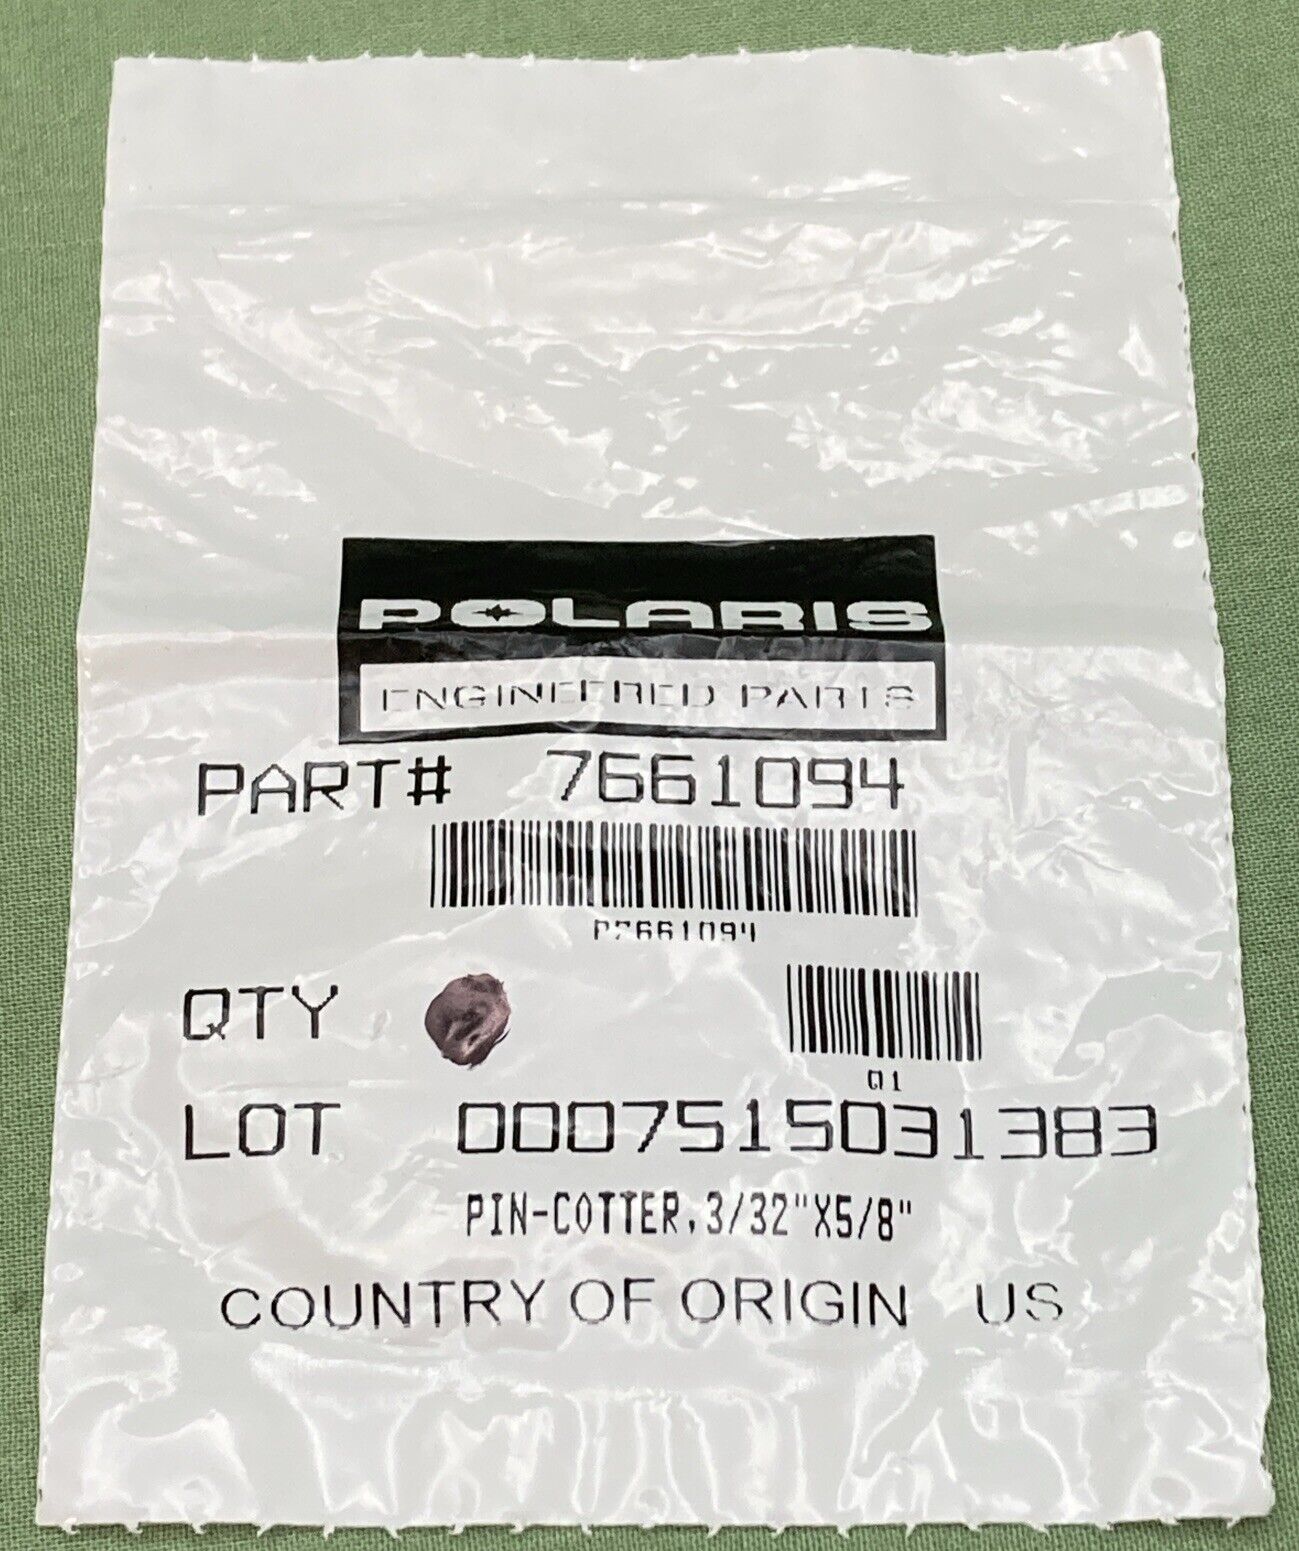 POLARIS
ENGINEERED PARTS
PART# 7661094
P7661094
QTY
Q1
LOT 0007515031383
PIN-COTTER,3/32"X5/8"
COUNTRY OF ORIGIN US